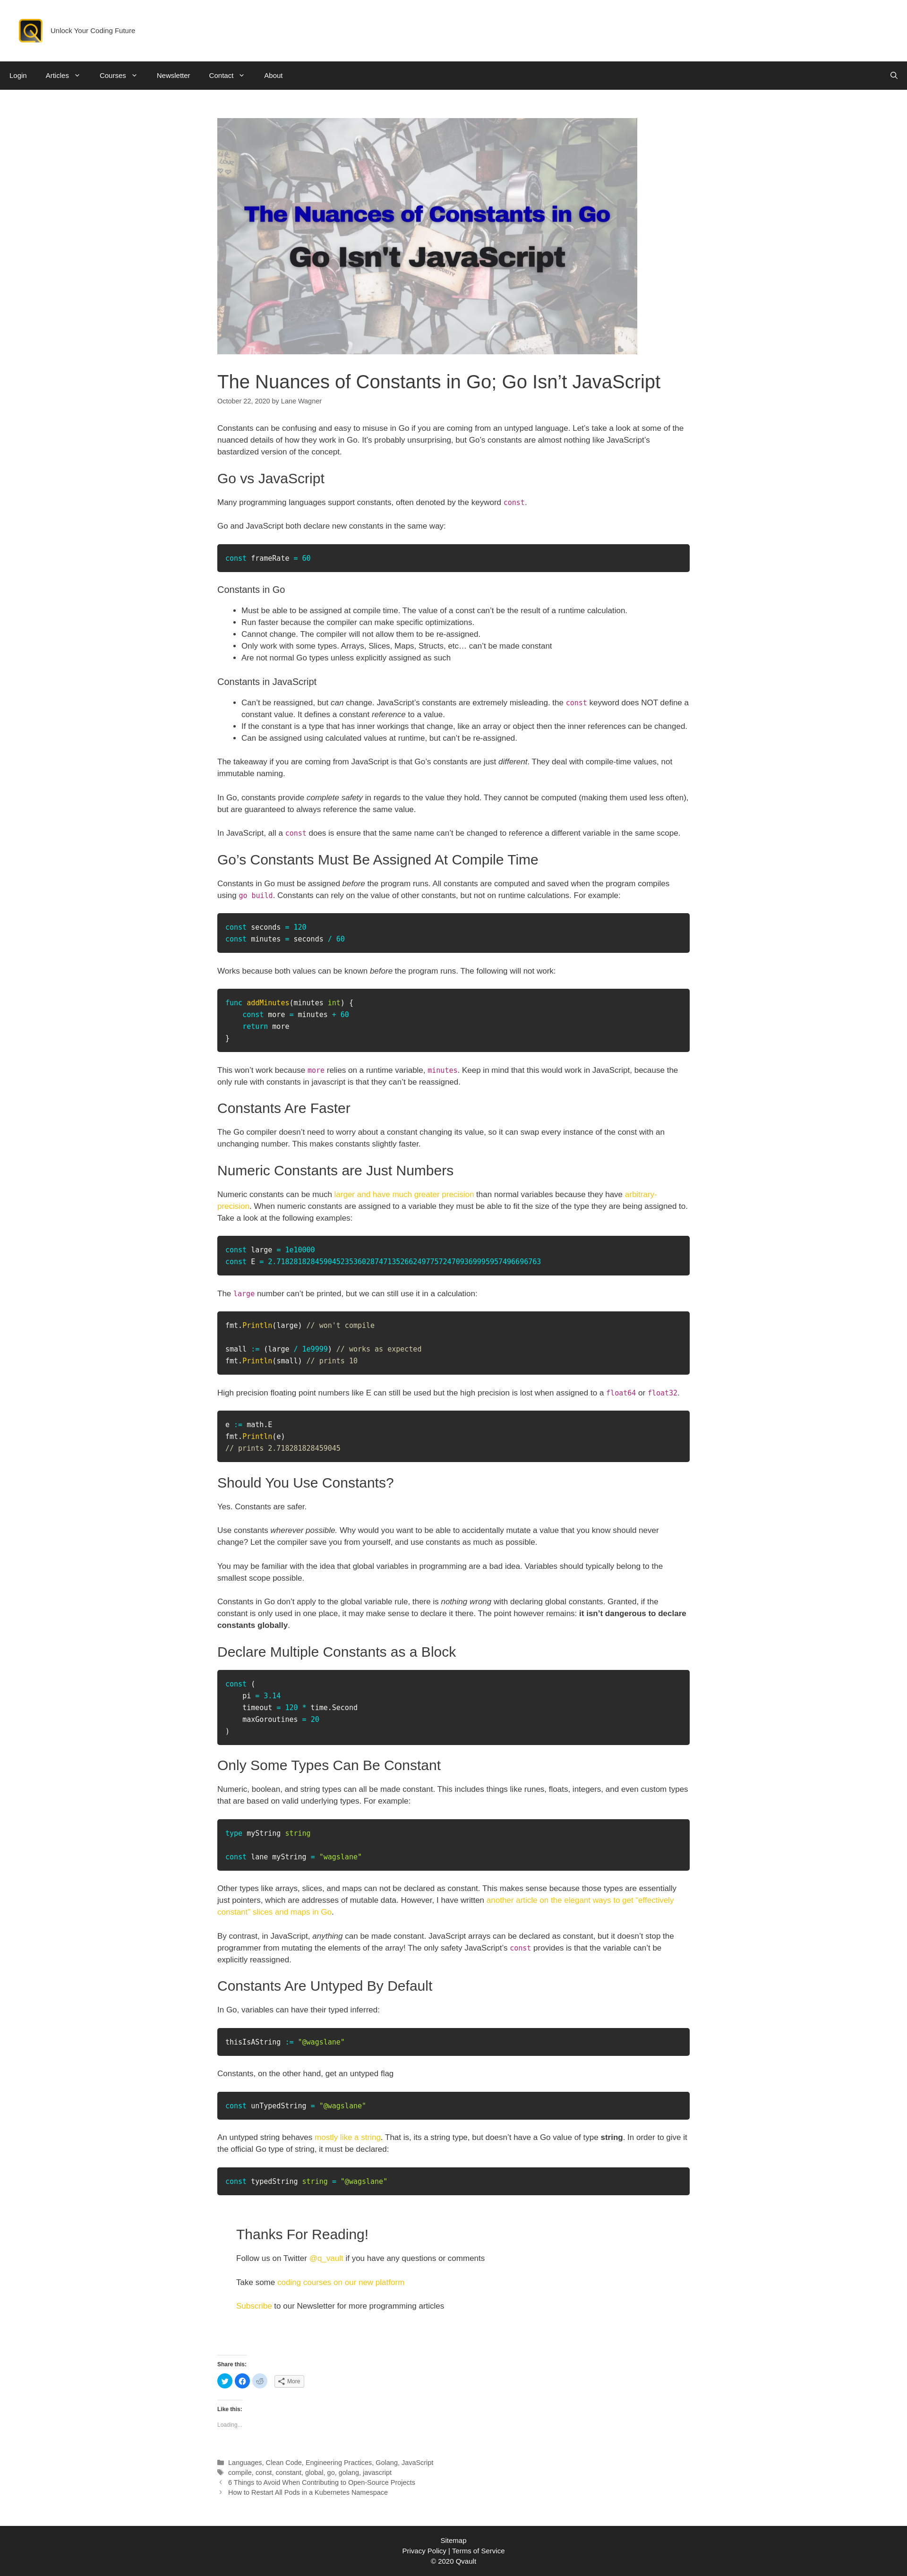 Unlock Your Coding Future
Login Articles Courses Newsletter Contact About
The Nuances of Constants in Go
Go Isn't JavaScript
The Nuances of Constants in Go; Go Isn’t JavaScript
October 22, 2020 by Lane Wagner
Constants can be confusing and easy to misuse in Go if you are coming from an untyped language. Let’s take a look at some of the
nuanced details of how they work in Go. It’s probably unsurprising, but Go’s constants are almost nothing like JavaScript’s
bastardized version of the concept.
Go vs JavaScript
Many programming languages support constants, often denoted by the keyword const.
Go and JavaScript both declare new constants in the same way:
const frameRate = 60
Constants in Go
• Must be able to be assigned at compile time. The value of a const can’t be the result of a runtime calculation.
• Run faster because the compiler can make specific optimizations.
• Cannot change. The compiler will not allow them to be re-assigned.
• Only work with some types. Arrays, Slices, Maps, Structs, etc… can’t be made constant
• Are not normal Go types unless explicitly assigned as such
Constants in JavaScript
• Can’t be reassigned, but can change. JavaScript’s constants are extremely misleading. the const keyword does NOT define a
constant value. It defines a constant reference to a value.
• If the constant is a type that has inner workings that change, like an array or object then the inner references can be changed.
• Can be assigned using calculated values at runtime, but can’t be re-assigned.
The takeaway if you are coming from JavaScript is that Go’s constants are just different. They deal with compile-time values, not
immutable naming.
In Go, constants provide complete safety in regards to the value they hold. They cannot be computed (making them used less often),
but are guaranteed to always reference the same value.
In JavaScript, all a const does is ensure that the same name can’t be changed to reference a different variable in the same scope.
Go’s Constants Must Be Assigned At Compile Time
Constants in Go must be assigned before the program runs. All constants are computed and saved when the program compiles
using go build. Constants can rely on the value of other constants, but not on runtime calculations. For example:
const seconds = 120
const minutes = seconds / 60
Works because both values can be known before the program runs. The following will not work:
func addMinutes(minutes int) {
const more = minutes + 60
return more
}
This won’t work because more relies on a runtime variable, minutes. Keep in mind that this would work in JavaScript, because the
only rule with constants in javascript is that they can’t be reassigned.
Constants Are Faster
The Go compiler doesn’t need to worry about a constant changing its value, so it can swap every instance of the const with an
unchanging number. This makes constants slightly faster.
Numeric Constants are Just Numbers
Numeric constants can be much larger and have much greater precision than normal variables because they have arbitrary-
precision. When numeric constants are assigned to a variable they must be able to fit the size of the type they are being assigned to.
Take a look at the following examples:
const large = 1e10000
const E = 2.71828182845904523536028747135266249775724709369995957496696763
The large number can’t be printed, but we can still use it in a calculation:
fmt.Println(large) // won't compile
small := (large / 1e9999) // works as expected
fmt.Println(small) // prints 10
High precision floating point numbers like E can still be used but the high precision is lost when assigned to a float64 or float32.
e := math.E
fmt.Println(e)
// prints 2.718281828459045
Should You Use Constants?
Yes. Constants are safer.
Use constants wherever possible. Why would you want to be able to accidentally mutate a value that you know should never
change? Let the compiler save you from yourself, and use constants as much as possible.
You may be familiar with the idea that global variables in programming are a bad idea. Variables should typically belong to the
smallest scope possible.
Constants in Go don’t apply to the global variable rule, there is nothing wrong with declaring global constants. Granted, if the
constant is only used in one place, it may make sense to declare it there. The point however remains: it isn’t dangerous to declare
constants globally.
Declare Multiple Constants as a Block
const (
pi = 3.14
timeout = 120 * time.Second
maxGoroutines = 20
)
Only Some Types Can Be Constant
Numeric, boolean, and string types can all be made constant. This includes things like runes, floats, integers, and even custom types
that are based on valid underlying types. For example:
type myString string
const lane myString = "wagslane"
Other types like arrays, slices, and maps can not be declared as constant. This makes sense because those types are essentially
just pointers, which are addresses of mutable data. However, I have written another article on the elegant ways to get “effectively
constant” slices and maps in Go.
By contrast, in JavaScript, anything can be made constant. JavaScript arrays can be declared as constant, but it doesn’t stop the
programmer from mutating the elements of the array! The only safety JavaScript’s const provides is that the variable can’t be
explicitly reassigned.
Constants Are Untyped By Default
In Go, variables can have their typed inferred:
thisIsAString := "@wagslane"
Constants, on the other hand, get an untyped flag
const unTypedString = "@wagslane"
An untyped string behaves mostly like a string. That is, its a string type, but doesn’t have a Go value of type string. In order to give it
the official Go type of string, it must be declared:
const typedString string = "@wagslane"
Thanks For Reading!
Follow us on Twitter @q_vault if you have any questions or comments
Take some coding courses on our new platform
Subscribe to our Newsletter for more programming articles
Share this:
More
Like this:
Loading...
Languages, Clean Code, Engineering Practices, Golang, JavaScript
compile, const, constant, global, go, golang, javascript
6 Things to Avoid When Contributing to Open-Source Projects
How to Restart All Pods in a Kubernetes Namespace
Sitemap
Privacy Policy | Terms of Service
© 2020 Qvault